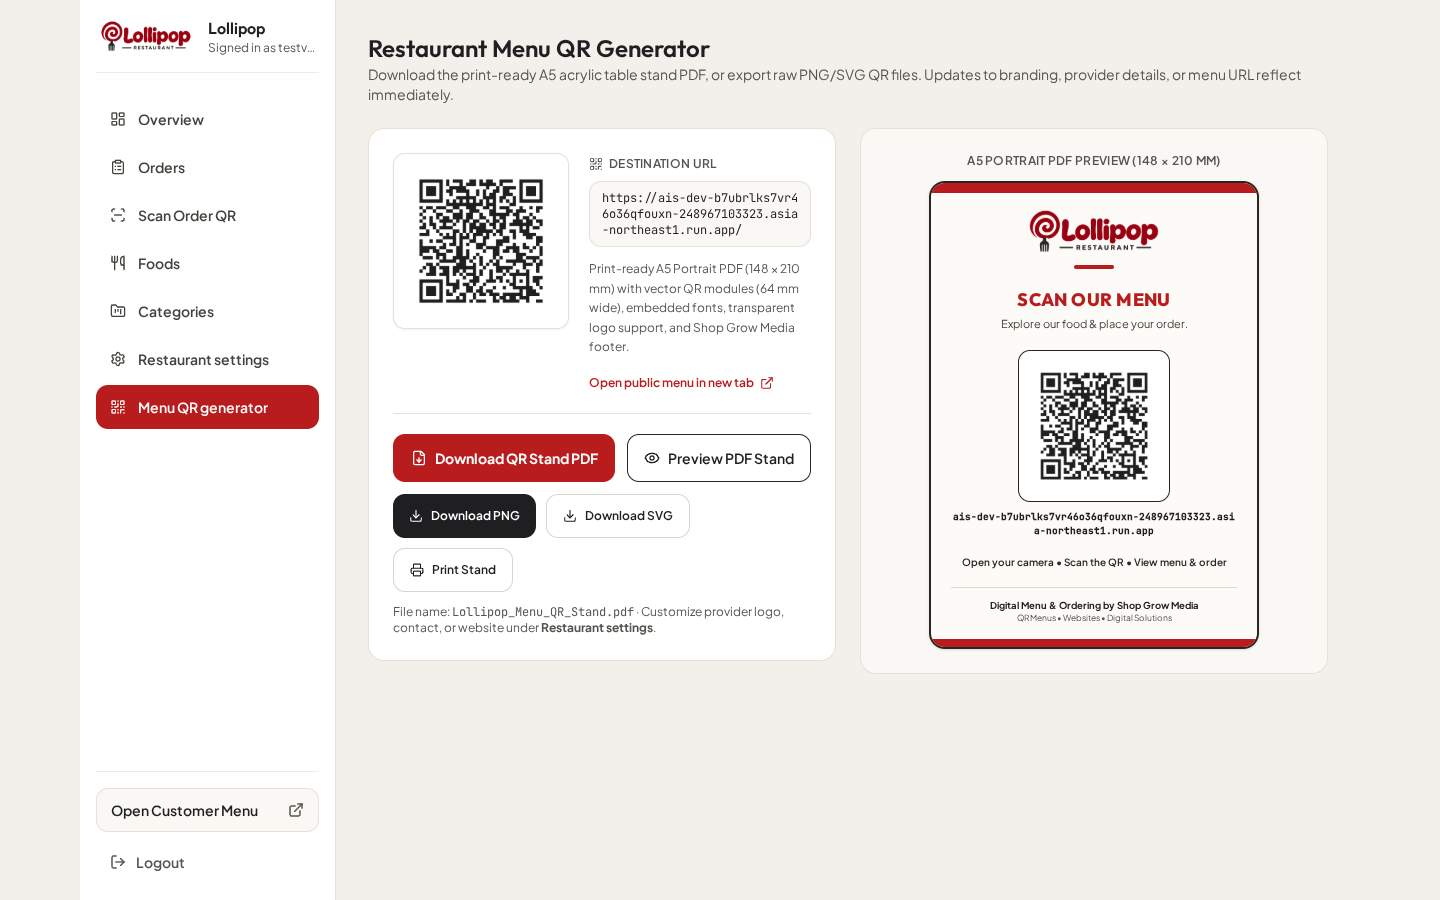 Lollipop
RESTAURANT
Lollipop
Signed in as testv...
Overview
Orders
Scan Order QR
Foods
Categories
Restaurant settings
Menu QR generator
Open Customer Menu
Logout
Restaurant Menu QR Generator
Download the print-ready A5 acrylic table stand PDF, or export raw PNG/SVG QR files. Updates to branding, provider details, or menu URL reflect
immediately.
DESTINATION URL
https://ais-dev-b7ubrlks7vr4
6o36qfouxn-248967103323.asia
-northeast1.run.app/
Print-ready A5 Portrait PDF (148 × 210
mm) with vector QR modules (64 mm
wide), embedded fonts, transparent
logo support, and Shop Grow Media
footer.
Open public menu in new tab
Download QR Stand PDF
Preview PDF Stand
Download PNG
Download SVG
Print Stand
File name: Lollipop_Menu_QR_Stand.pdf · Customize provider logo,
contact, or website under Restaurant settings.
A5 PORTRAIT PDF PREVIEW (148 × 210 MM)
Lollipop
RESTAURANT
SCAN OUR MENU
Explore our food & place your order.
ais-dev-b7ubrlks7vr46o36qfouxn-248967103323.asi
a-northeast1.run.app
Open your camera • Scan the QR • View menu & order
Digital Menu & Ordering by Shop Grow Media
QR Menus • Websites • Digital Solutions